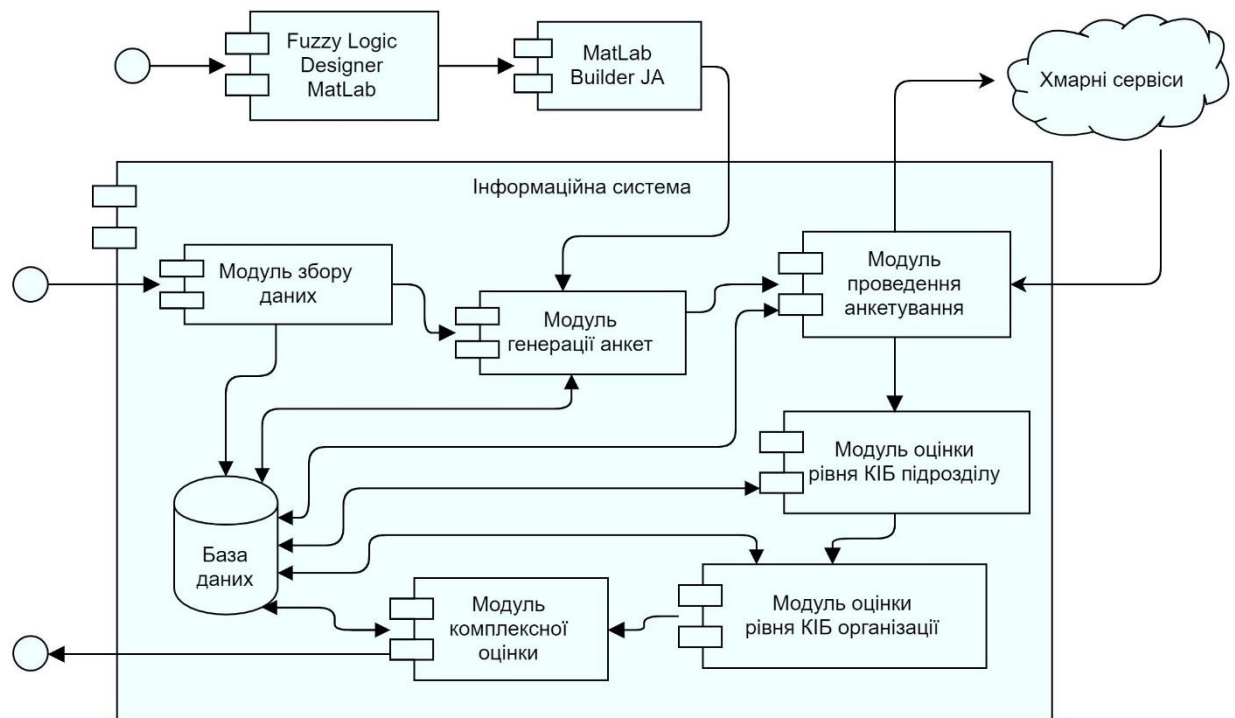 Fuzzy Logic
Designer
MatLab
MatLab
Builder JA
Хмарні сервіси
Інформаційна система
Модуль збору
даних
Модуль
генерації анкет
Модуль
проведення
анкетування
Модуль оцінки
рівня КІБ підрозділу
База
даних
Модуль
комплексної
оцінки
Модуль оцінки
рівня КІБ організації